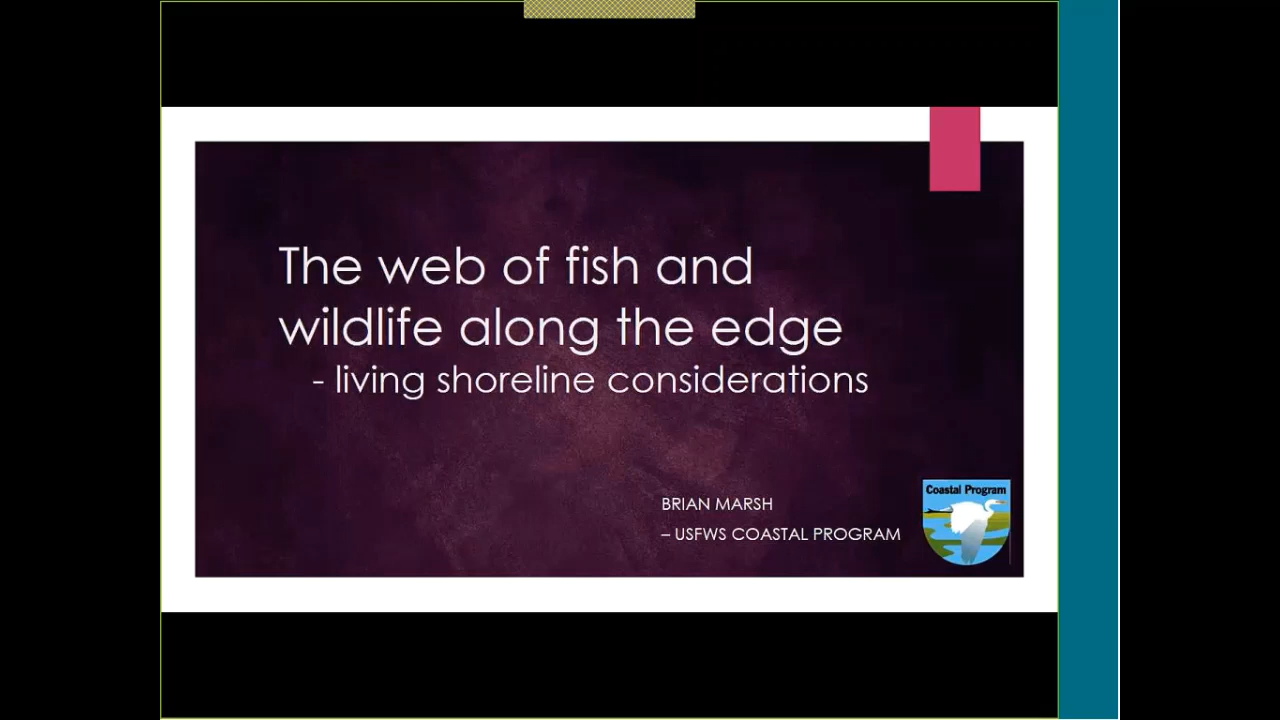 The web of fish and
wildlife along the edge
- living shoreline considerations
BRIAN MARSH
– USFWS COASTAL PROGRAM
Coastal Program